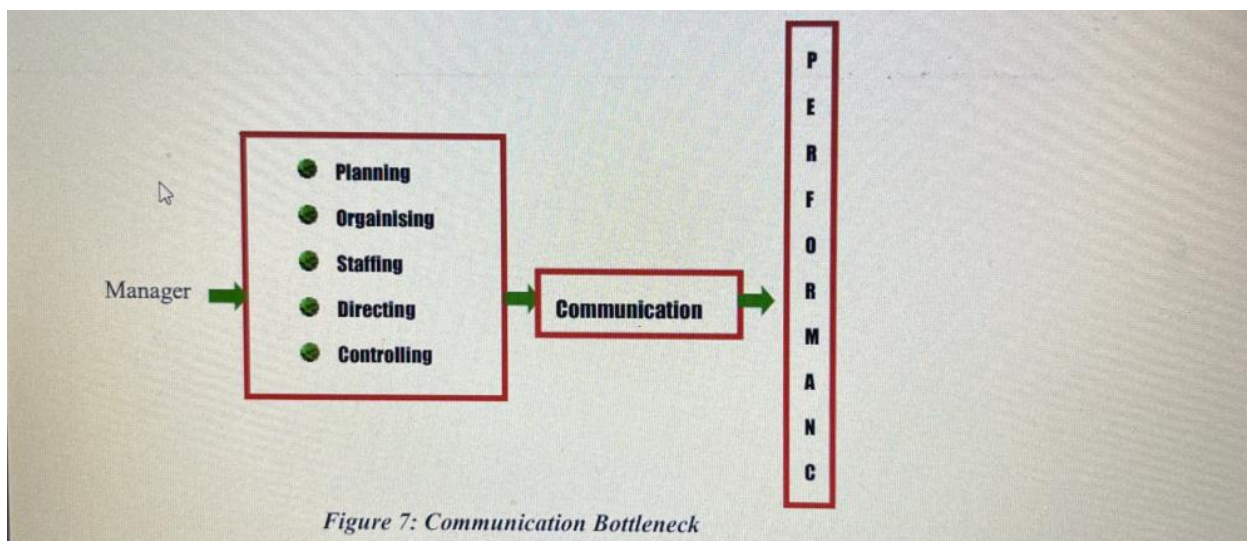 Manager
Planning
Orgainising
Staffing
Directing
Controlling
Communication
P
E
R
F
O
R
M
A
N
C
Figure 7: Communication Bottleneck